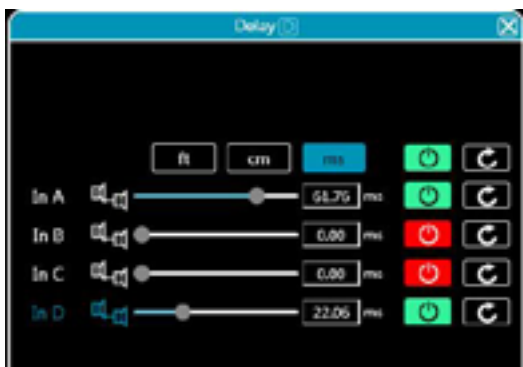 Delay D
ft cm ms
In A 61.76 ms
In B 0.00 ms
In C 0.00 ms
In D 22.06 ms